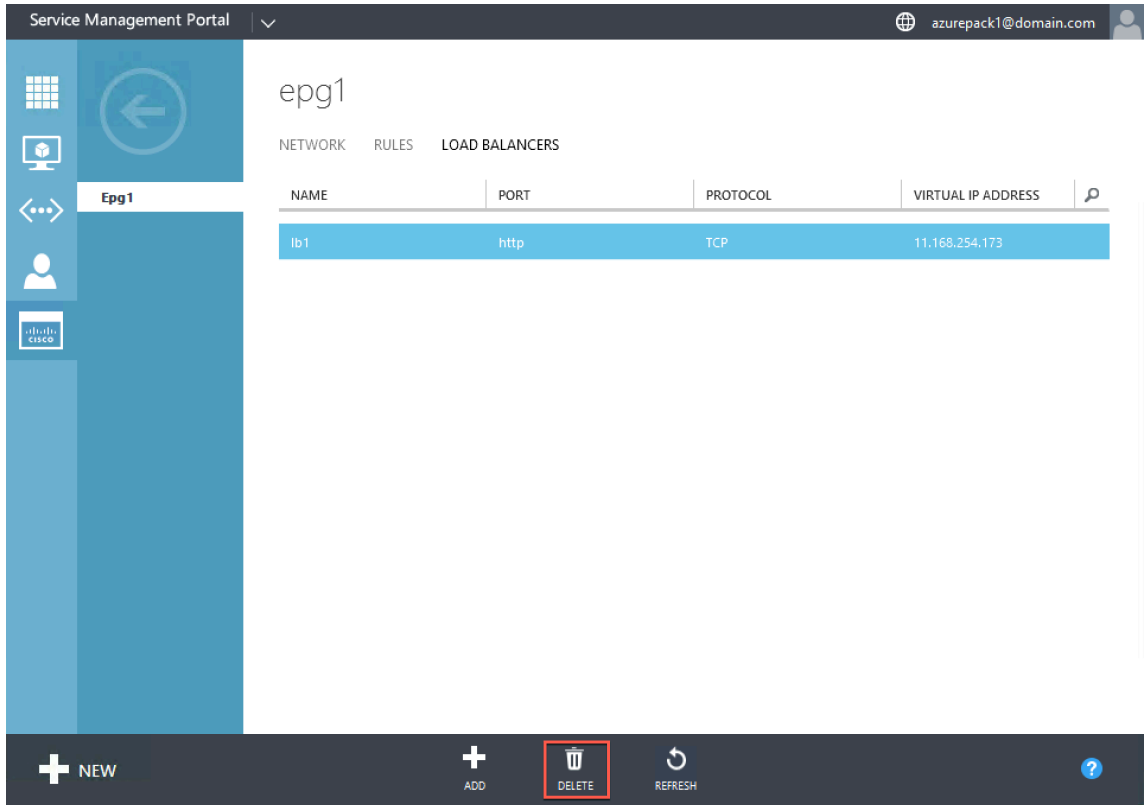 Service Management Portal
azurepack1@domain.com
epg1
NETWORK RULES LOAD BALANCERS
Epg1
NAME PORT PROTOCOL VIRTUAL IP ADDRESS
lb1 http TCP 11.168.254.173
CISCO
NEW
ADD DELETE REFRESH
?